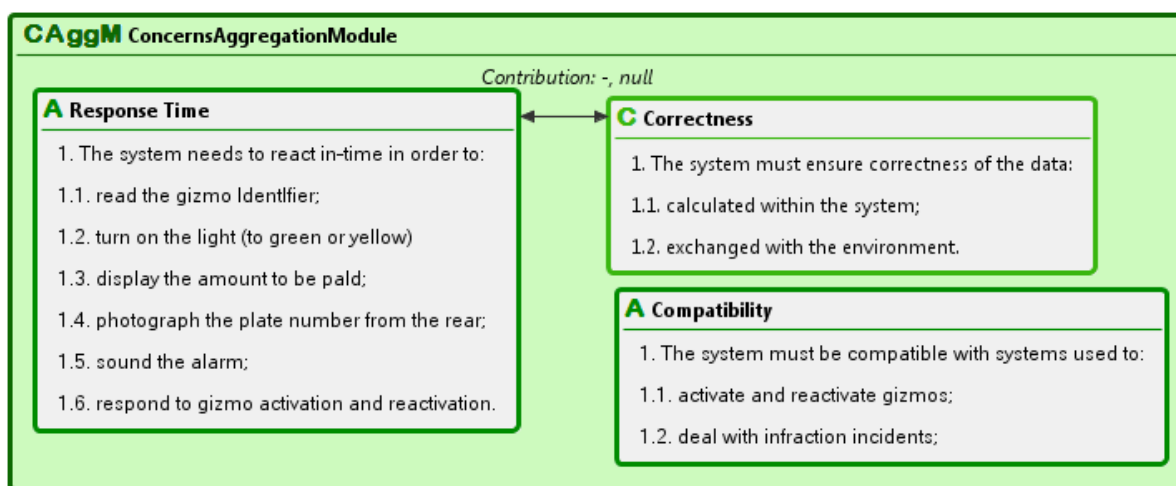 CAggM ConcernsAggregationModule
Contribution: -, null
A Response Time
1. The system needs to react in-time in order to:
1.1. read the gizmo IdentIfier;
1.2. turn on the light (to green or yellow)
1.3. display the amount to be paId;
1.4. photograph the plate number from the rear;
1.5. sound the alarm;
1.6. respond to gizmo activation and reactivation.
C Correctness
1. The system must ensure correctness of the data:
1.1. calculated within the system;
1.2. exchanged with the environment.
A Compatibility
1. The system must be compatible with systems used to:
1.1. activate and reactivate gizmos;
1.2. deal with infraction incidents;